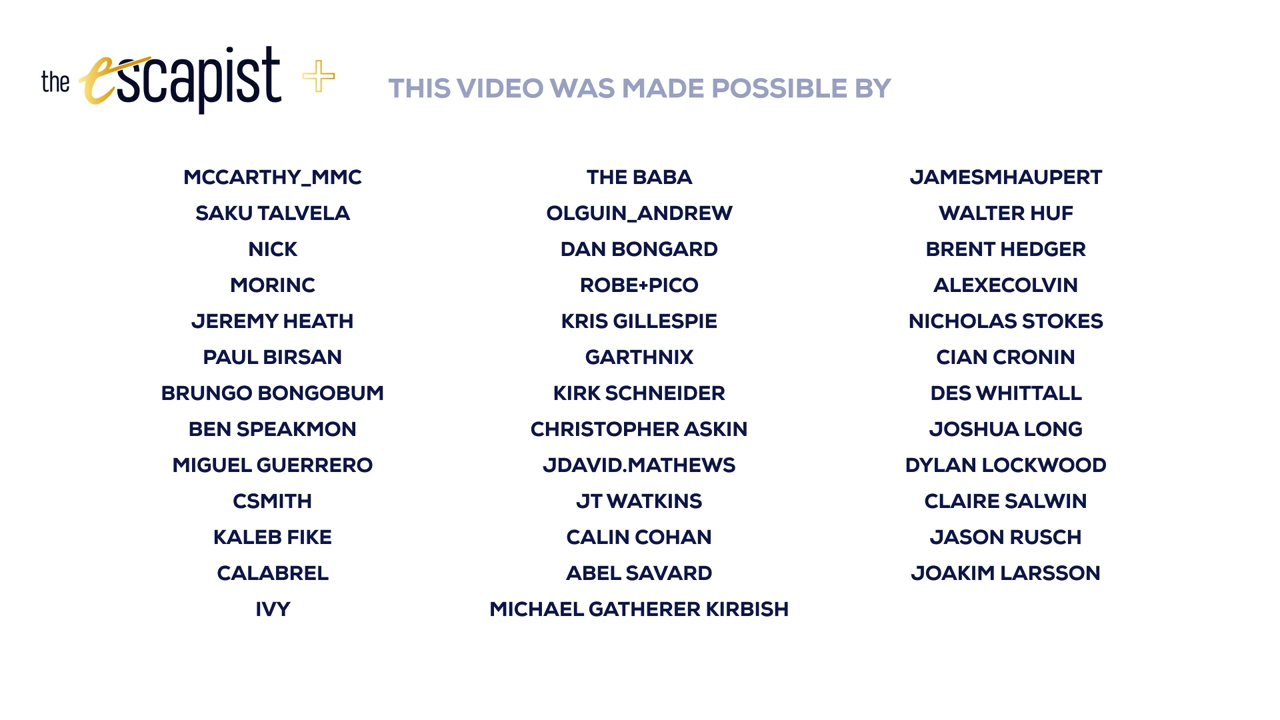 the escapist +
THIS VIDEO WAS MADE POSSIBLE BY
MCCARTHY_MMC
SAKU TALVELA
NICK
MORINC
JEREMY HEATH
PAUL BIRSAN
BRUNGO BONGOBUM
BEN SPEAKMON
MIGUEL GUERRERO
CSMITH
KALEB FIKE
CALABREL
IVY
THE BABA
OLGUIN_ANDREW
DAN BONGARD
ROBE+PICO
KRIS GILLESPIE
GARTHNIX
KIRK SCHNEIDER
CHRISTOPHER ASKIN
JDAVID.MATHEWS
JT WATKINS
CALIN COHAN
ABEL SAVARD
MICHAEL GATHERER KIRBISH
JAMESMHAUPERT
WALTER HUF
BRENT HEDGER
ALEXECOLVIN
NICHOLAS STOKES
CIAN CRONIN
DES WHITTALL
JOSHUA LONG
DYLAN LOCKWOOD
CLAIRE SALWIN
JASON RUSCH
JOAKIM LARSSON